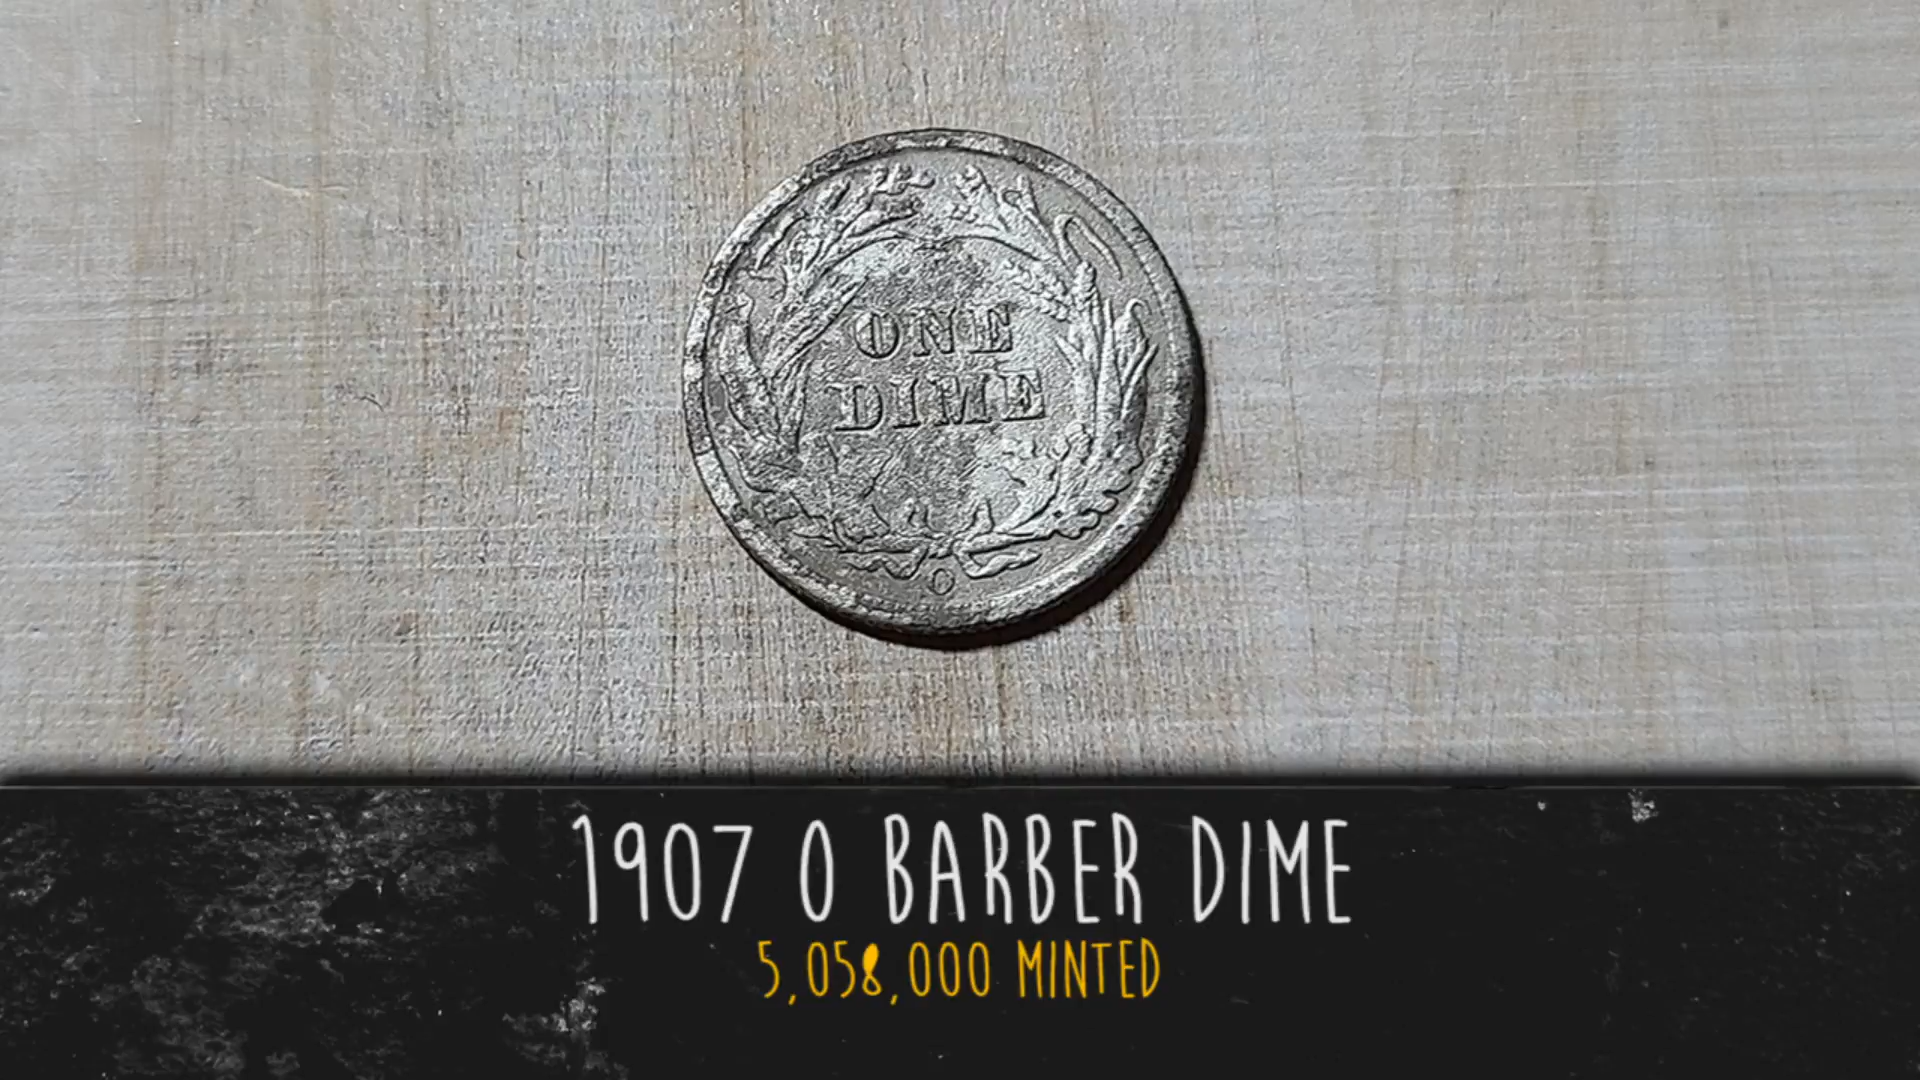 ONE
DIME
O
1907 O BARBER DIME
5,058,000 MINTED